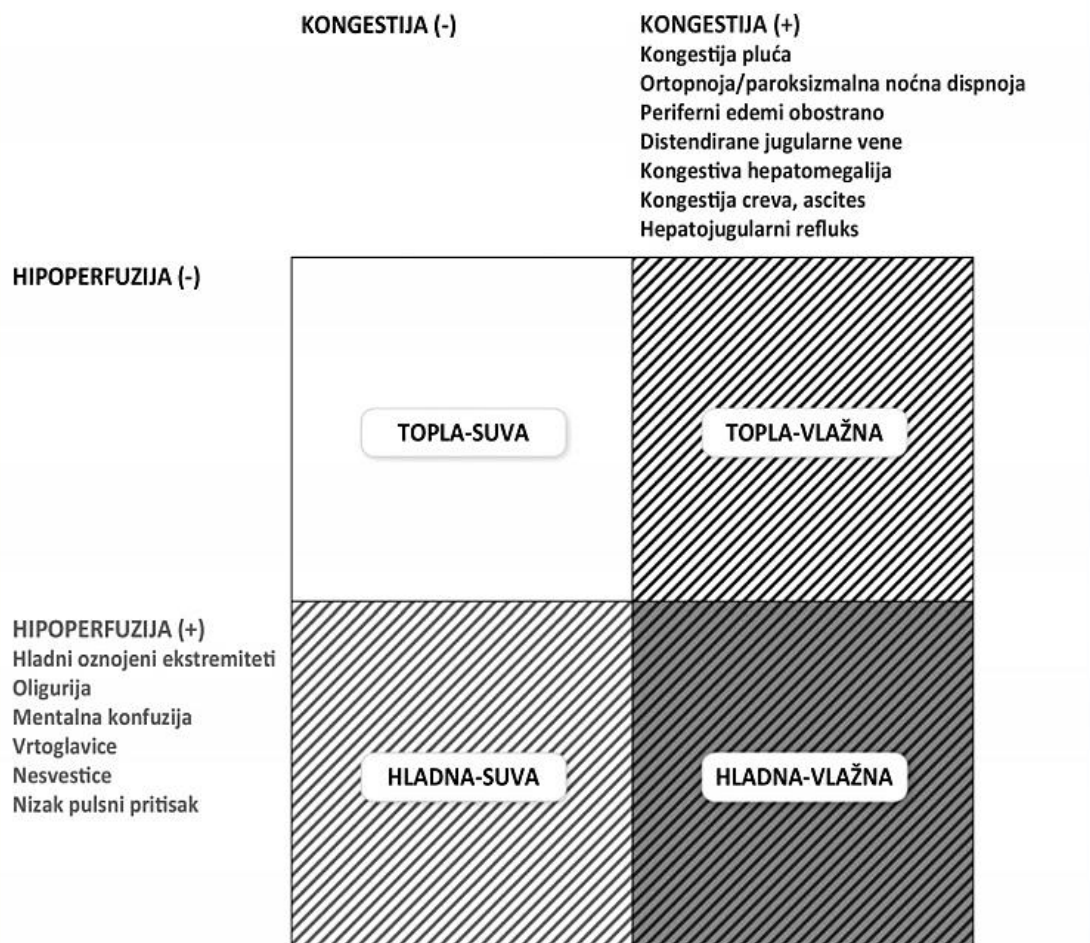 KONGESTIJA (-)
KONGESTIJA (+)
Kongestija pluća
Ortopnoja/paroksizmalna noćna dispnoja
Periferni edemi obostrano
Distendirane jugularne vene
Kongestiva hepatomegalija
Kongestija creva, ascites
Hepatojugularni refluks
HIPOPERFUZIJA (-)
TOPLA-SUVA
TOPLA-VLAŽNA
HIPOPERFUZIJA (+)
Hladni oznojeni ekstremiteti
Oligurija
Mentalna konfuzija
Vrtoglavice
Nesvestice
Nizak pulsni pritisak
HLADNA-SUVA
HLADNA-VLAŽNA